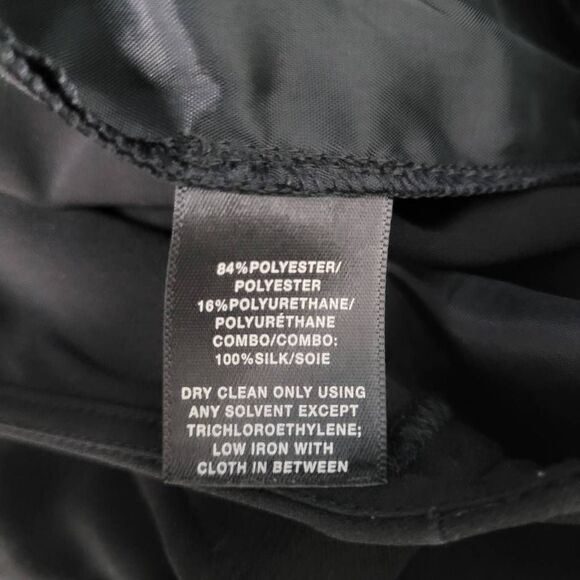 84%POLYESTER/
POLYESTER
16%POLYURETHANE/
POLYURÉTHANE
COMBO/COMBO:
100%SILK/SOIE
DRY CLEAN ONLY USING
ANY SOLVENT EXCEPT
TRICHLOROETHYLENE;
LOW IRON WITH
CLOTH IN BETWEEN